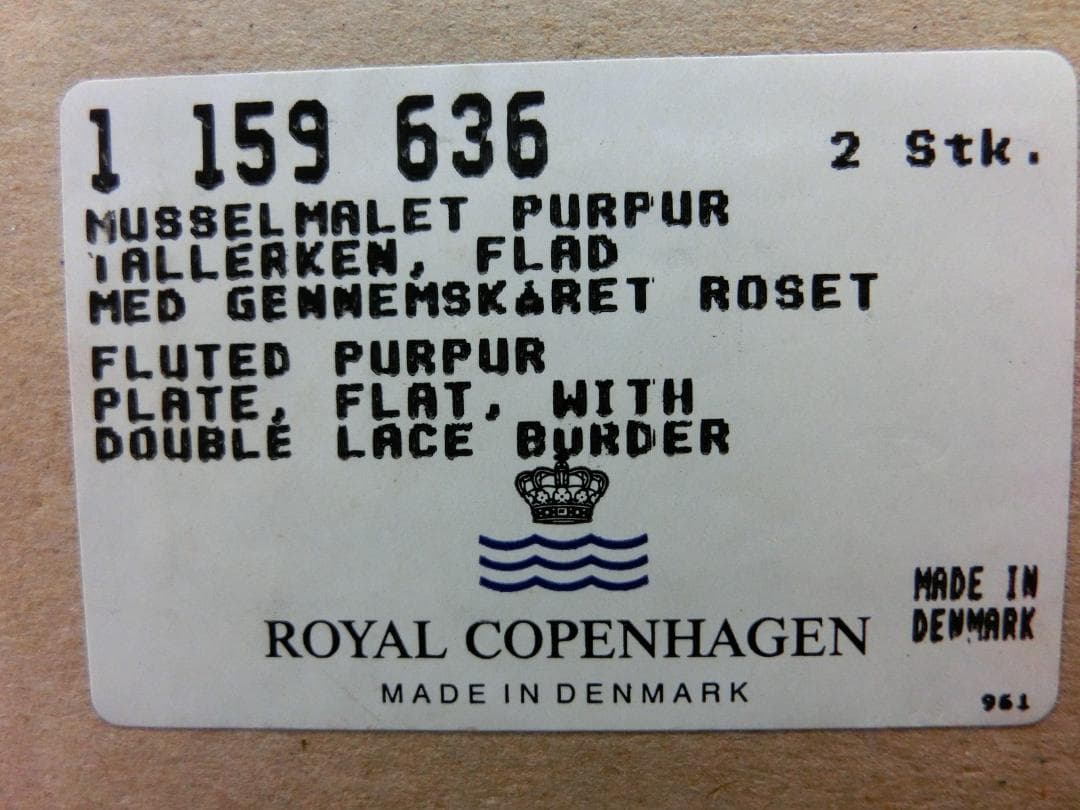 1 159 636
2 Stk.
MUSSELMALET PURPUR
TALLERKEN, FLAD
MED GENNEMSKÅRET ROSET
FLUTED PURPUR
PLATE, FLAT, WITH
DOUBLE LACE BORDER
MADE IN
DENMARK
ROYAL COPENHAGEN
MADE IN DENMARK
961